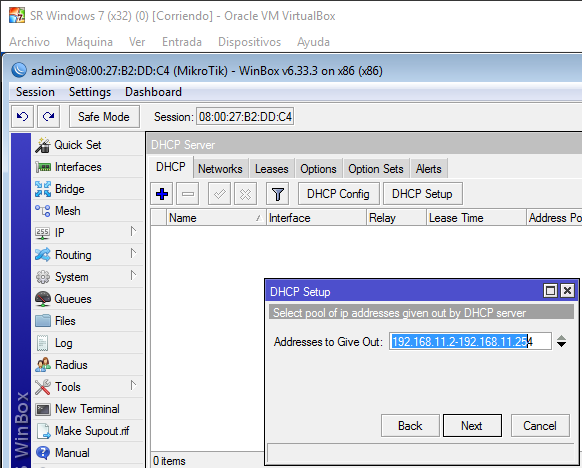 SR Windows 7 (x32) (0) [Corriendo] - Oracle VM VirtualBox
Archivo Máquina Ver Entrada Dispositivos Ayuda
admin@08:00:27:B2:DD:C4 (MikroTik) - WinBox v6.33.3 on x86 (x86)
Session Settings Dashboard
Safe Mode Session: 08:00:27:B2:DD:C4
Quick Set
Interfaces
Bridge
Mesh
IP
Routing
System
Queues
Files
Log
Radius
Tools
New Terminal
Make Supout.rif
Manual
S WinBox
DHCP Server
DHCP Networks Leases Options Option Sets Alerts
DHCP Config DHCP Setup
Name Interface Relay Lease Time Address Po
DHCP Setup
Select pool of ip addresses given out by DHCP server
Addresses to Give Out: 192.168.11.2-192.168.11.254
Back Next Cancel
0 items